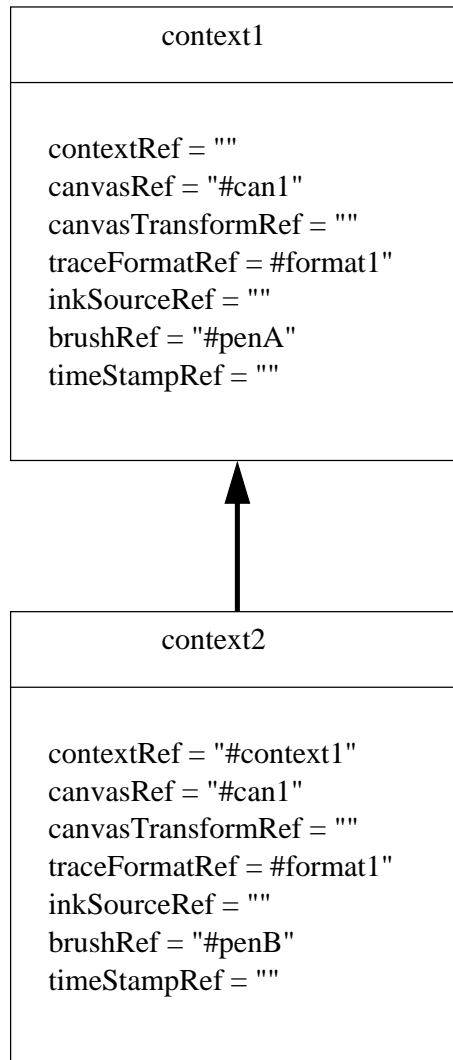 context1
contextRef = ""
canvasRef = "#can1"
canvasTransformRef = ""
traceFormatRef = #format1"
inkSourceRef = ""
brushRef = "#penA"
timeStampRef = ""
context2
contextRef = "#context1"
canvasRef = "#can1"
canvasTransformRef = ""
traceFormatRef = #format1"
inkSourceRef = ""
brushRef = "#penB"
timeStampRef = ""